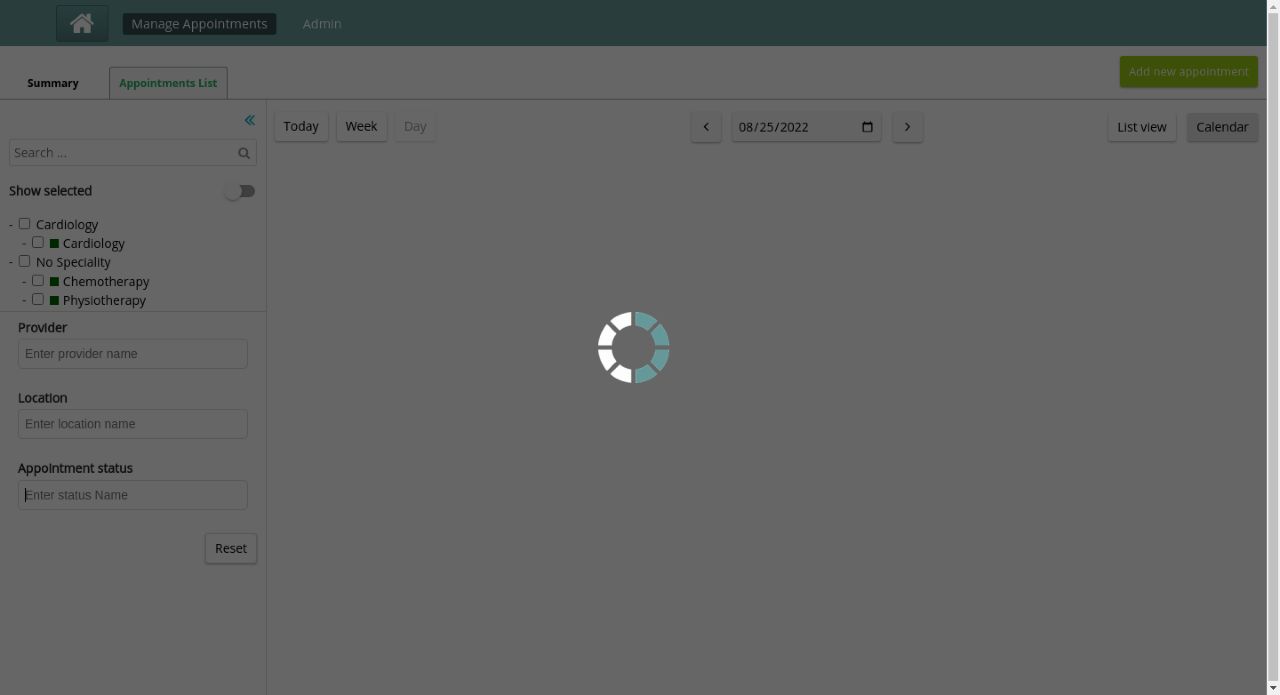 Manage Appointments
Admin
Summary
Appointments List
Add new appointment
Today
Week
Day
08/25/2022
List view
Calendar
Search ...
Show selected
- Cardiology
- Cardiology
- No Speciality
- Chemotherapy
- Physiotherapy
Provider
Enter provider name
Location
Enter location name
Appointment status
Enter status Name
Reset